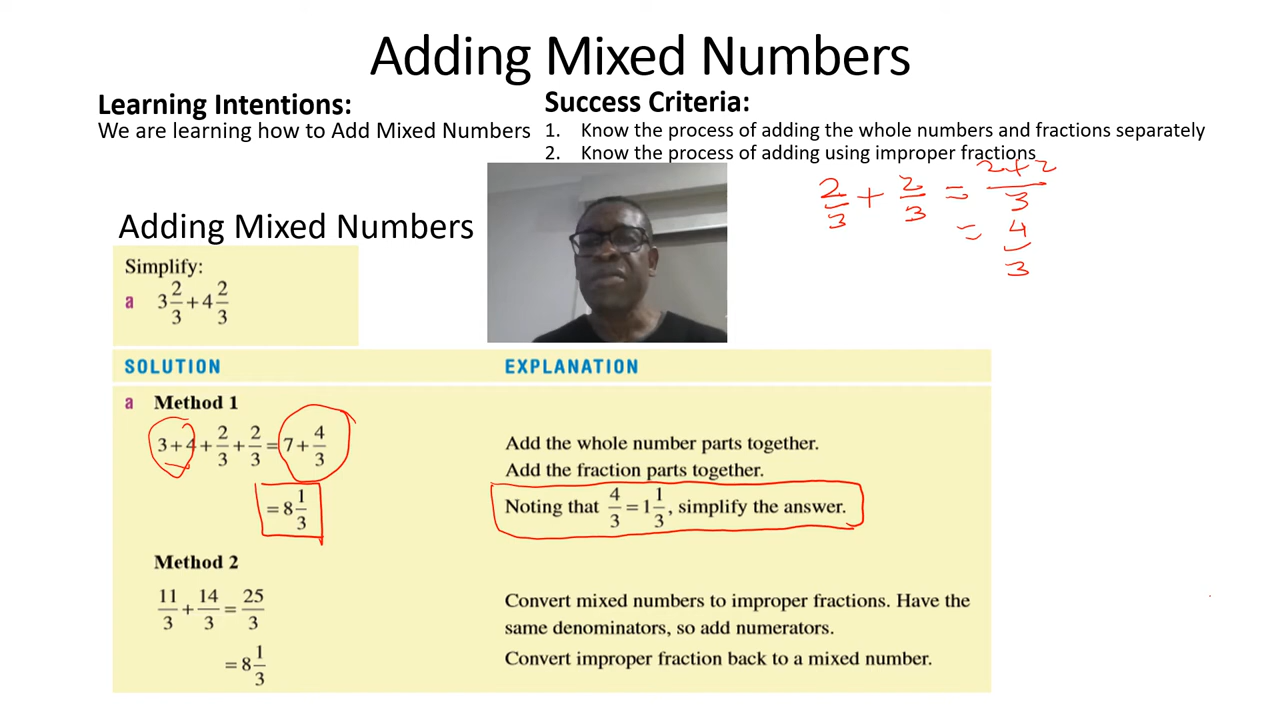 Adding Mixed Numbers
Learning Intentions:
We are learning how to Add Mixed Numbers
Success Criteria:
1. Know the process of adding the whole numbers and fractions separately
2. Know the process of adding using improper fractions
2/3 + 2/3 = 2+2/3
= 4/3
Adding Mixed Numbers
Simplify:
a 3 2/3 + 4 2/3
SOLUTION
EXPLANATION
a Method 1
3 + 4 + 2/3 + 2/3 = 7 + 4/3
= 8 1/3
Add the whole number parts together.
Add the fraction parts together.
Noting that 4/3 = 1 1/3, simplify the answer.
Method 2
11/3 + 14/3 = 25/3
= 8 1/3
Convert mixed numbers to improper fractions. Have the
same denominators, so add numerators.
Convert improper fraction back to a mixed number.